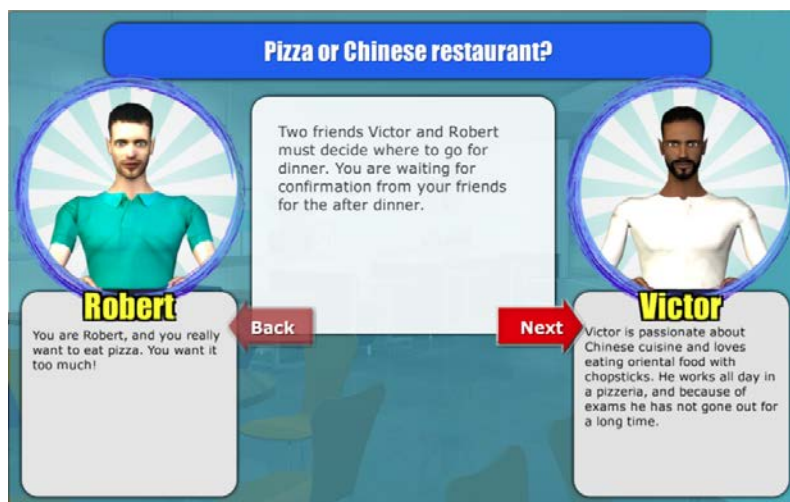 Pizza or Chinese restaurant?
Two friends Victor and Robert
must decide where to go for
dinner. You are waiting for
confirmation from your friends
for the after dinner.
Robert
You are Robert, and you really
want to eat pizza. You want it
too much!
Back
Next
Victor
Victor is passionate about
Chinese cuisine and loves
eating oriental food with
chopsticks. He works all day in
a pizzeria, and because of
exams he has not gone out for
a long time.